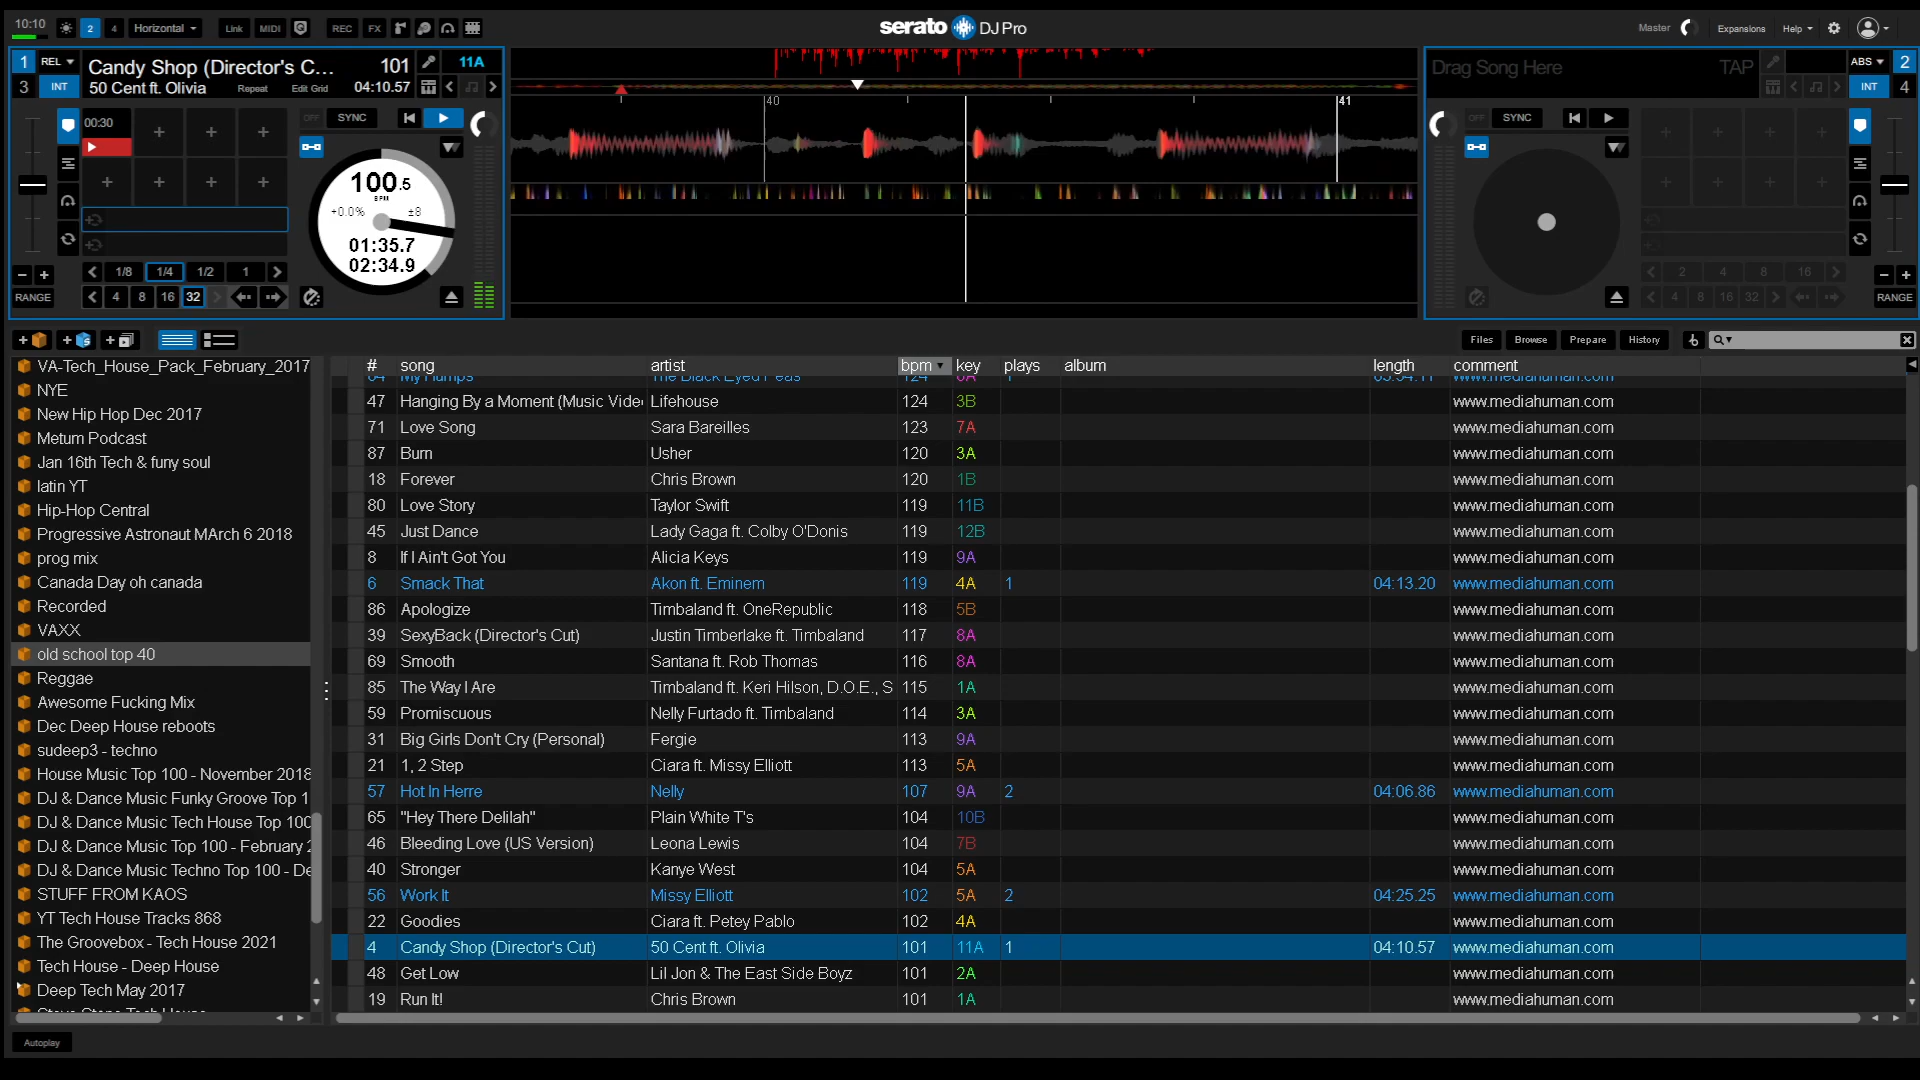 10:10 2 4 Horizontal Link MIDI REC FX serato DJ Pro Master Expansions Help
1 REL Candy Shop (Director's C... 101 11A
3 INT 50 Cent ft. Olivia Repeat Edit Grid 04:10.57
Drag Song Here TAP ABS 2
INT 4
40 41
00:30 OFF SYNC
OFF SYNC
100.5
BPM
+0.0% ±8
01:35.7
02:34.9
1/8 1/4 1/2 1
RANGE 4 8 16 32
2 4 8 16
4 8 16 32 RANGE
Files Browse Prepare History
VA-Tech_House_Pack_February_2017
NYE
New Hip Hop Dec 2017
Metum Podcast
Jan 16th Tech & funy soul
latin YT
Hip-Hop Central
Progressive Astronaut MArch 6 2018
prog mix
Canada Day oh canada
Recorded
VAXX
old school top 40
Reggae
Awesome Fucking Mix
Dec Deep House reboots
sudeep3 - techno
House Music Top 100 - November 2018
DJ & Dance Music Funky Groove Top 1
DJ & Dance Music Tech House Top 100
DJ & Dance Music Top 100 - February 2
DJ & Dance Music Techno Top 100 - De
STUFF FROM KAOS
YT Tech House Tracks 868
The Groovebox - Tech House 2021
Tech House - Deep House
Deep Tech May 2017
# song artist bpm key plays album length comment
64 My Humps The Black Eyed Peas 124 6A 1 03:54.11 www.mediahuman.com
47 Hanging By a Moment (Music Vide Lifehouse 124 3B www.mediahuman.com
71 Love Song Sara Bareilles 123 7A www.mediahuman.com
87 Burn Usher 120 3A www.mediahuman.com
18 Forever Chris Brown 120 1B www.mediahuman.com
80 Love Story Taylor Swift 119 11B www.mediahuman.com
45 Just Dance Lady Gaga ft. Colby O'Donis 119 12B www.mediahuman.com
8 If I Ain't Got You Alicia Keys 119 9A www.mediahuman.com
6 Smack That Akon ft. Eminem 119 4A 1 04:13.20 www.mediahuman.com
86 Apologize Timbaland ft. OneRepublic 118 5B www.mediahuman.com
39 SexyBack (Director's Cut) Justin Timberlake ft. Timbaland 117 8A www.mediahuman.com
69 Smooth Santana ft. Rob Thomas 116 8A www.mediahuman.com
85 The Way I Are Timbaland ft. Keri Hilson, D.O.E., S 115 1A www.mediahuman.com
59 Promiscuous Nelly Furtado ft. Timbaland 114 3A www.mediahuman.com
31 Big Girls Don't Cry (Personal) Fergie 113 9A www.mediahuman.com
21 1, 2 Step Ciara ft. Missy Elliott 113 5A www.mediahuman.com
57 Hot In Herre Nelly 107 9A 2 04:06.86 www.mediahuman.com
65 "Hey There Delilah" Plain White T's 104 10B www.mediahuman.com
46 Bleeding Love (US Version) Leona Lewis 104 7B www.mediahuman.com
40 Stronger Kanye West 104 5A www.mediahuman.com
56 Work It Missy Elliott 102 5A 2 04:25.25 www.mediahuman.com
22 Goodies Ciara ft. Petey Pablo 102 4A www.mediahuman.com
4 Candy Shop (Director's Cut) 50 Cent ft. Olivia 101 11A 1 04:10.57 www.mediahuman.com
48 Get Low Lil Jon & The East Side Boyz 101 2A www.mediahuman.com
19 Run It! Chris Brown 101 1A www.mediahuman.com
Autoplay